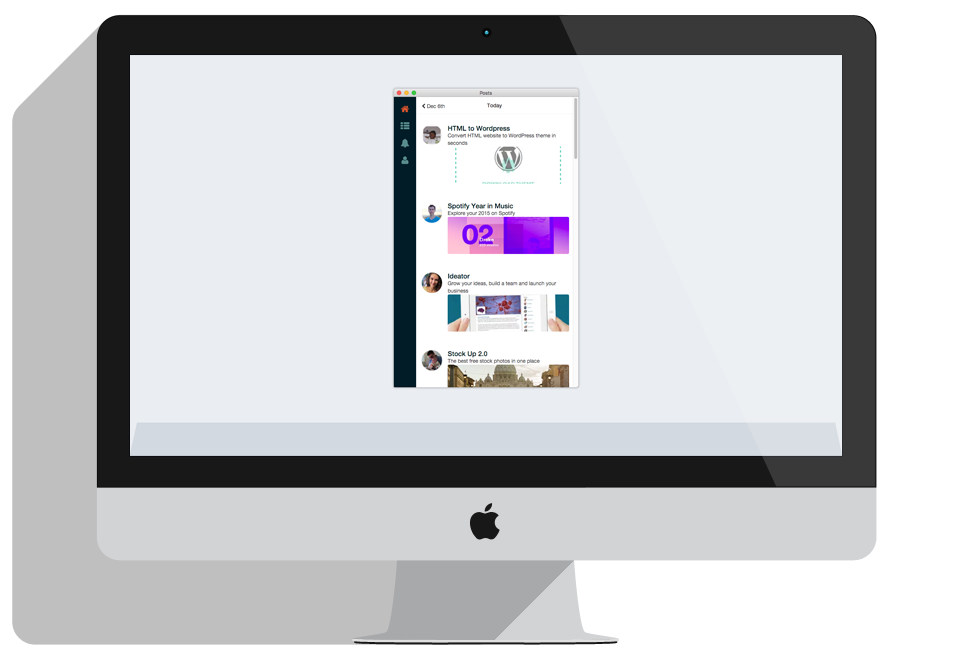 Posts
Dec 6th
Today
HTML to Wordpress
Convert HTML website to WordPress theme in
seconds
Spotify Year in Music
Explore your 2015 on Spotify
02
Ideator
Grow your ideas, build a team and launch your
business
Stock Up 2.0
The best free stock photos in one place